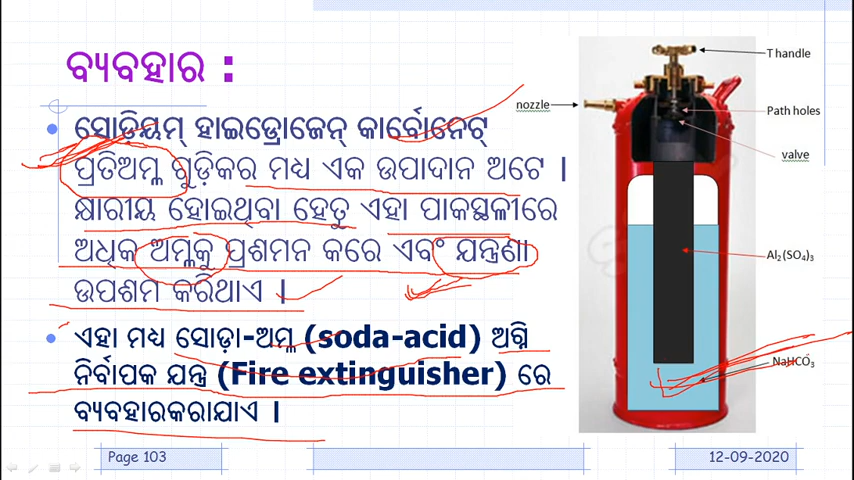 ବ୍ୟବହାର :
ସୋଡ଼ିୟମ୍ ହାଇଡ୍ରୋଜେନ୍ କାର୍ବୋନେଟ୍
ପ୍ରତିଅମ୍ଳ ଗୁଡ଼ିକର ମଧ୍ୟ ଏକ ଉପାଦାନ ଅଟେ ।
କ୍ଷାରୀୟ ହୋଇଥିବା ହେତୁ ଏହା ପାକସ୍ଥଳୀରେ
ଅଧିକ ଅମ୍ଳକୁ ପ୍ରଶମନ କରେ ଏବଂ ଯନ୍ତ୍ରଣା
ଉପଶମ କରିଥାଏ ।
ଏହା ମଧ୍ୟ ସୋଡ଼ା-ଅମ୍ଳ (soda-acid) ଅଗ୍ନି
ନିର୍ବାପକ ଯନ୍ତ୍ର (Fire extinguisher) ରେ
ବ୍ୟବହାରକରାଯାଏ ।
T handle
nozzle
Path holes
valve
Al₂(SO₄)₃
NaHCO₃
Page 103
12-09-2020